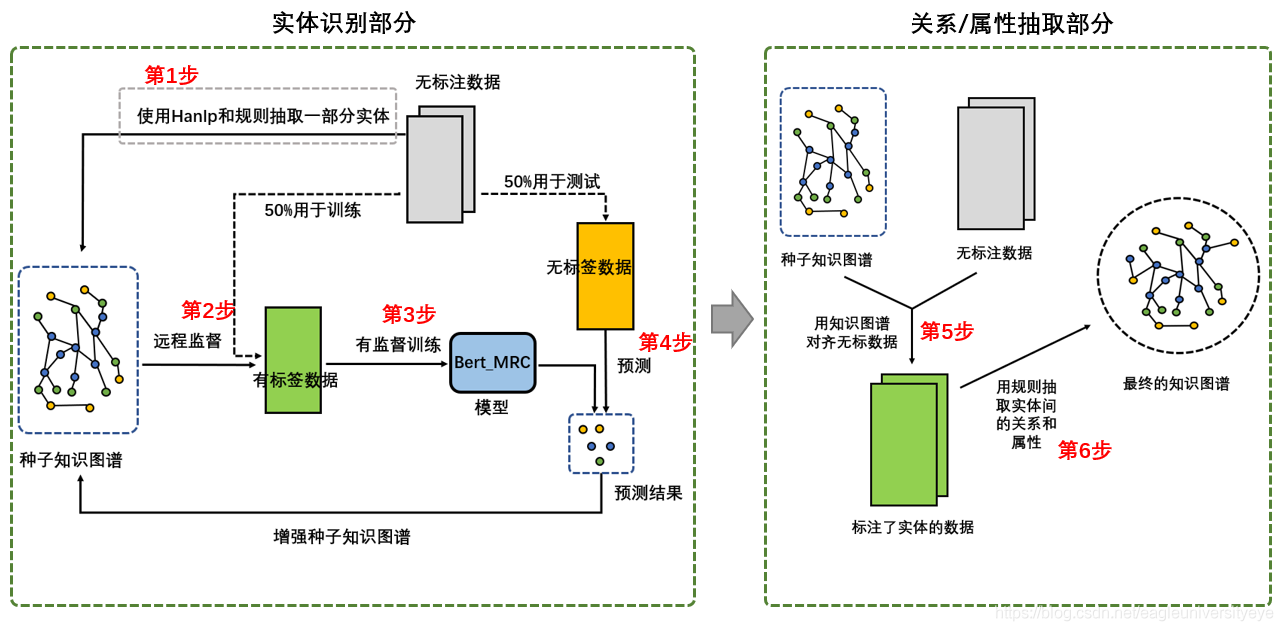 实体识别部分
关系/属性抽取部分
第1步
无标注数据
使用Hanlp和规则抽取一部分实体
50%用于测试
50%用于训练
无标签数据
第2步
第3步
第4步
远程监督
有监督训练
Bert_MRC
预测
有标签数据
模型
种子知识图谱
预测结果
增强种子知识图谱
种子知识图谱
无标注数据
用知识图谱
对齐无标数据
第5步
最终的知识图谱
用规则抽
取实体间
的关系和
属性
第6步
标注了实体的数据
https://blog.csdn.net/eagleuniversityeye